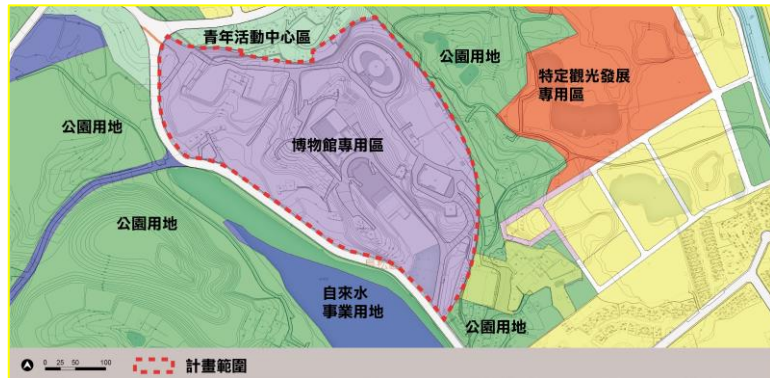 青年活動中心區
公園用地
特定觀光發展
專用區
公園用地
博物館專用區
公園用地
自來水
事業用地
公園用地
0 25 50 100
計畫範圍